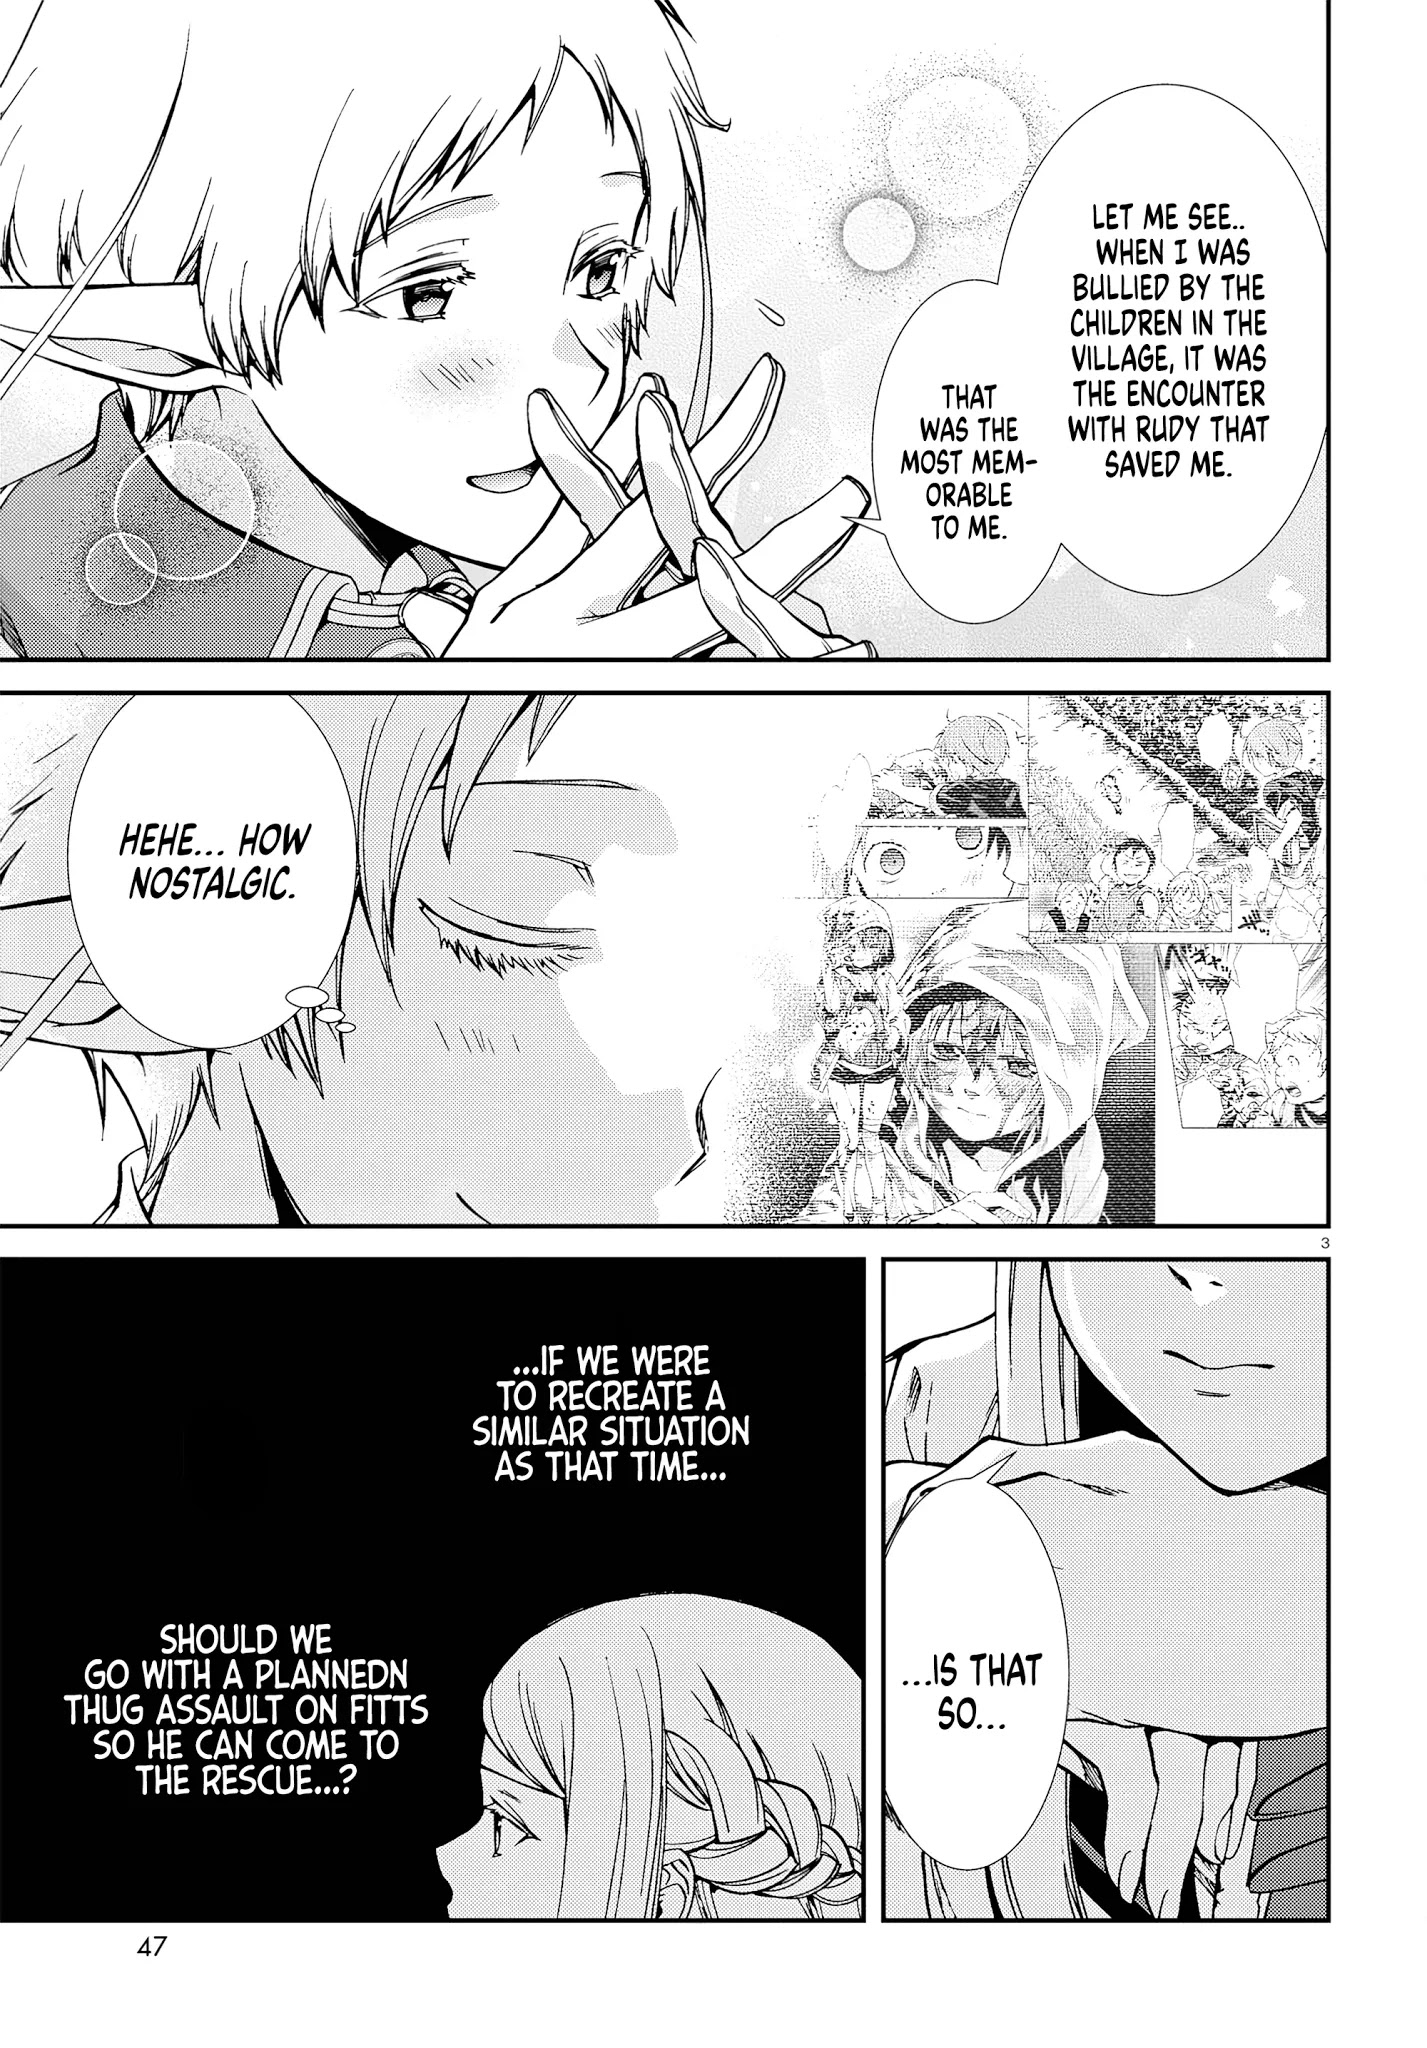 LET ME SEE..
WHEN I WAS
BULLIED BY THE
CHILDREN IN THE
VILLAGE, IT WAS
THE ENCOUNTER
WITH RUDY THAT
SAVED ME.
THAT
WAS THE
MOST MEM-
ORABLE
TO ME.
HEHE... HOW
NOSTALGIC.
3
...IS THAT
SO...
...IF WE WERE
TO RECREATE A
SIMILAR SITUATION
AS THAT TIME...
SHOULD WE
GO WITH A PLANNEDN
THUG ASSAULT ON FITTS
SO HE CAN COME TO
THE RESCUE...?
47